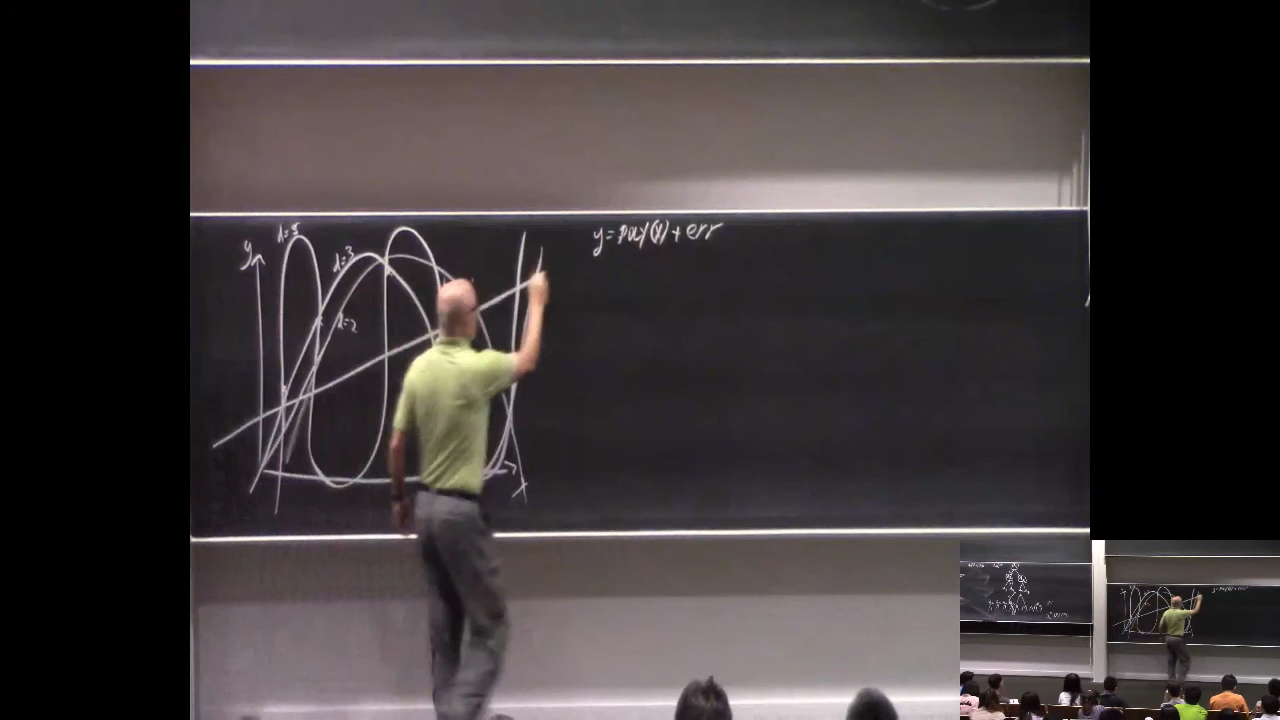 y=poly(x)+err
y
d=5
d=3
d=2
x